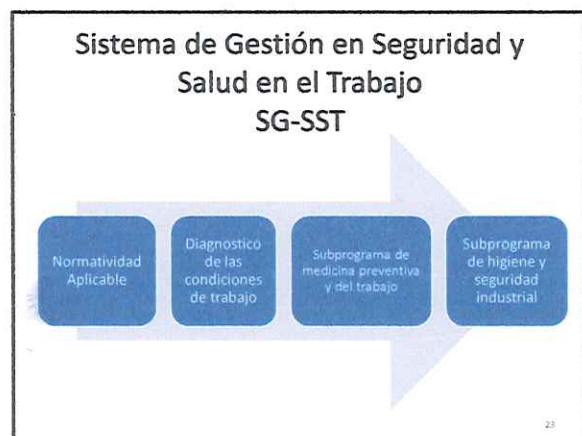 Sistema de Gestión en Seguridad y
Salud en el Trabajo
SG-SST
Normatividad
Aplicable
Diagnostico
de las
condiciones
de trabajo
Subprograma de
medicina preventiva
y del trabajo
Subprograma
de higiene y
seguridad
industrial
23